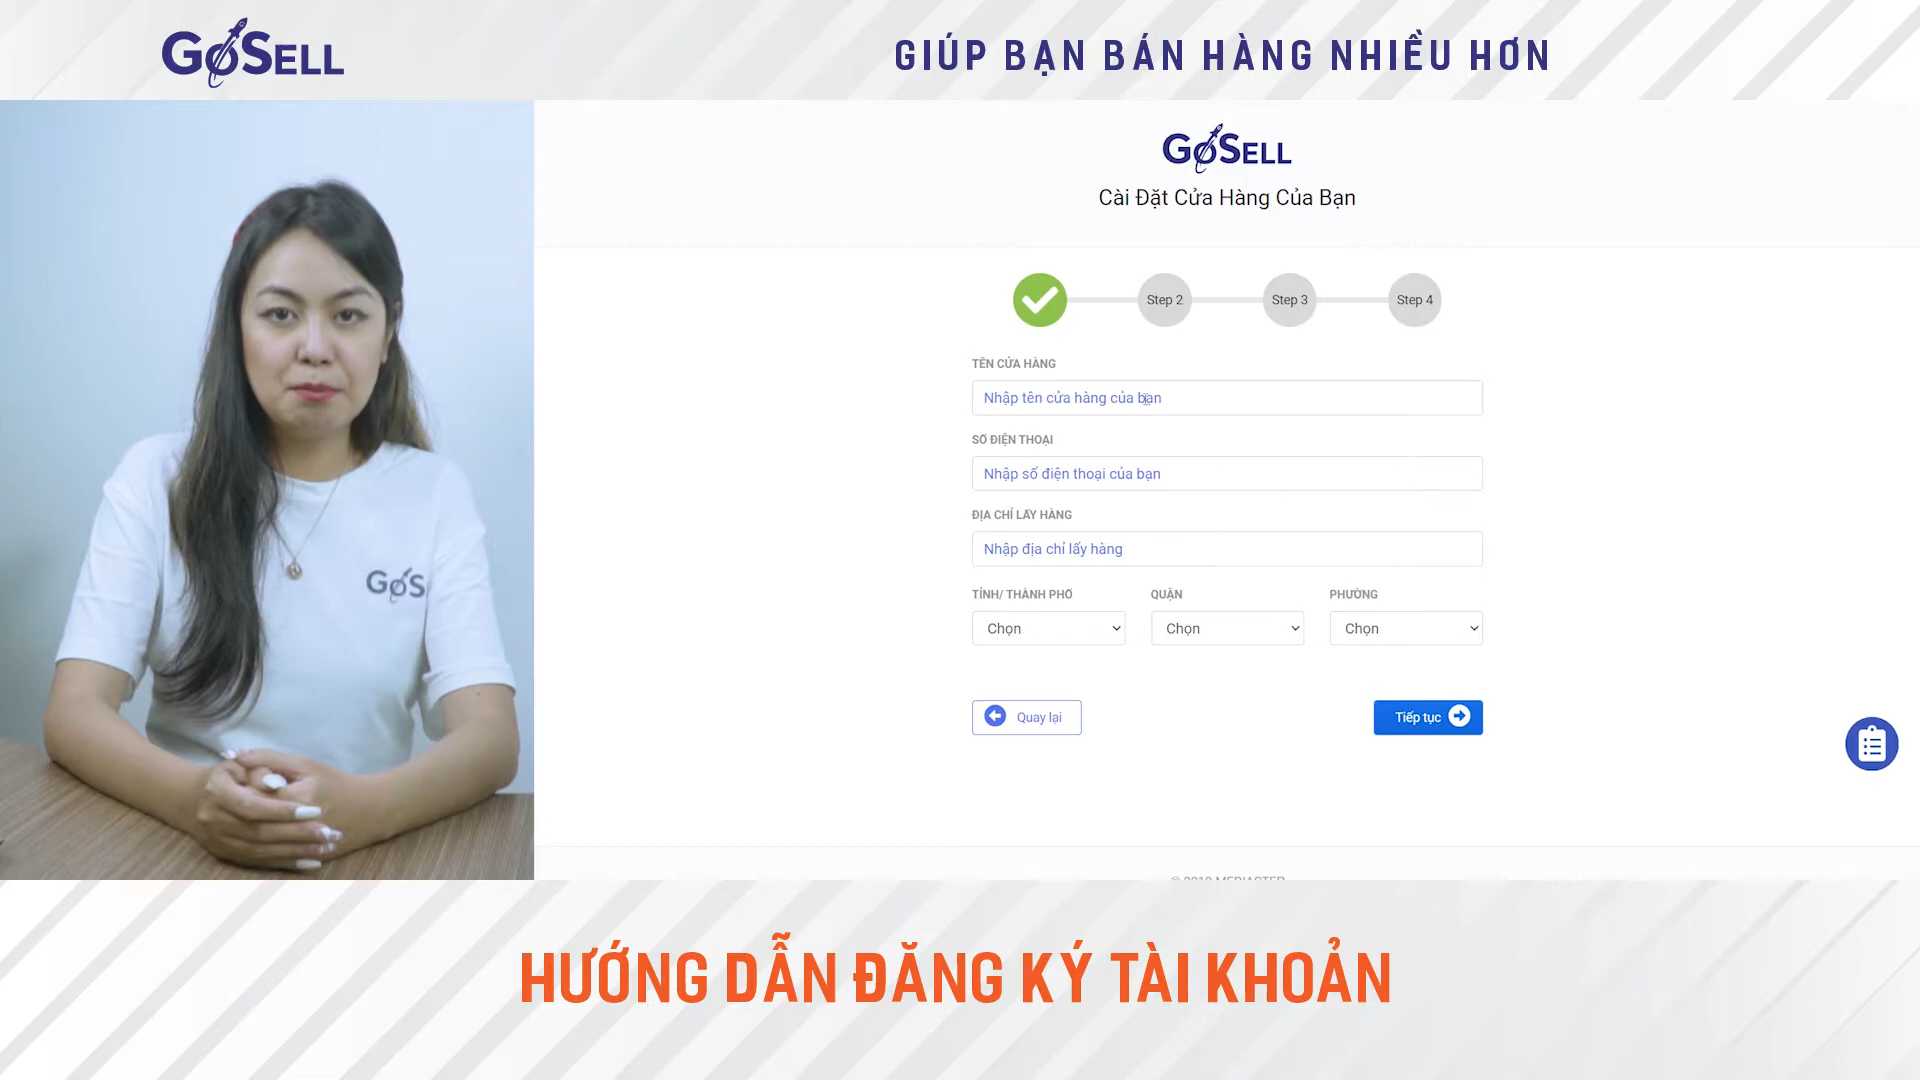 GOSELL
GIÚP BẠN BÁN HÀNG NHIỀU HƠN
GOSELL
Cài Đặt Cửa Hàng Của Bạn
Step 2
Step 3
Step 4
TÊN CỬA HÀNG
Nhập tên cửa hàng của bạn
SỐ ĐIỆN THOẠI
Nhập số điện thoại của bạn
ĐỊA CHỈ LẤY HÀNG
Nhập địa chỉ lấy hàng
TỈNH/ THÀNH PHỐ
QUẬN
PHƯỜNG
Chọn
Chọn
Chọn
GOS
Quay lại
Tiếp tục
HƯỚNG DẪN ĐĂNG KÝ TÀI KHOẢN